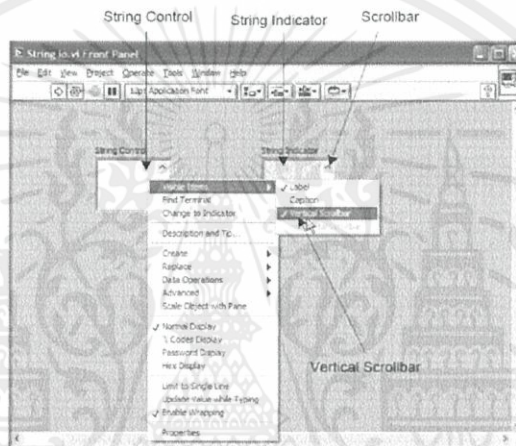 String Control
String Indicator
Scrollbar
String io.vi Front Panel
File Edit View Project Operate Tools Window Help
Application Font
String Control
String Indicator
Visible Items
Find Terminal
Change to Indicator
Description and Tip...
Create
Replace
Data Operations
Advanced
Scale Object with Pane
✓ Normal Display
'\' Codes Display
Password Display
Hex Display
Limit to Single Line
Update Value while Typing
✓ Enable Wrapping
Properties
✓ Label
Caption
✓ Vertical Scrollbar
Vertical Scrollbar